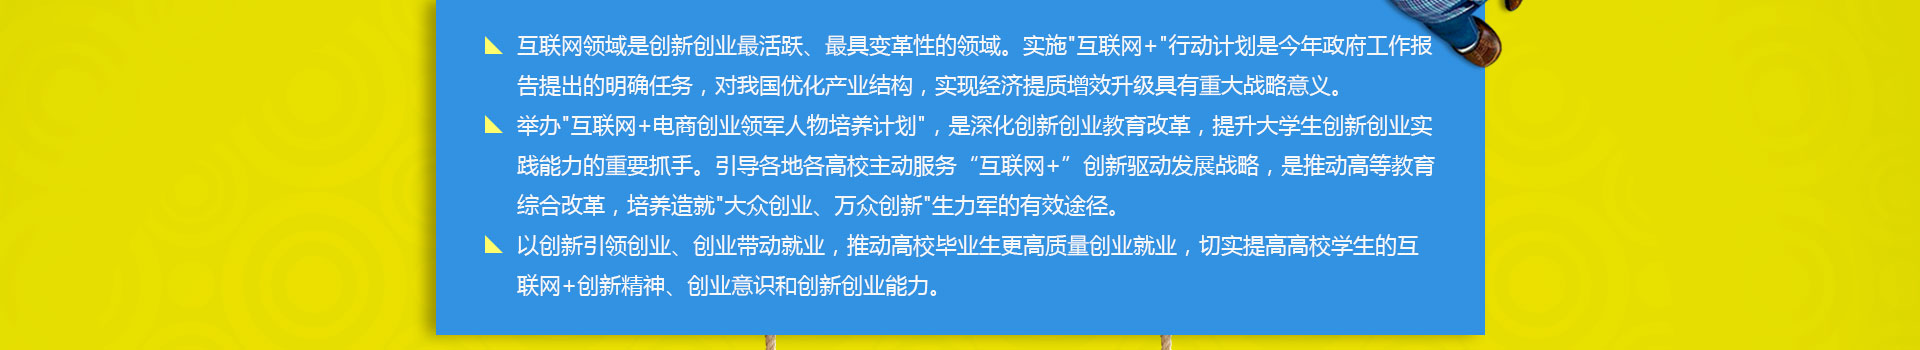 互联网领域是创新创业最活跃、最具变革性的领域。实施"互联网+"行动计划是今年政府工作报
告提出的明确任务，对我国优化产业结构，实现经济提质增效升级具有重大战略意义。
举办"互联网+电商创业领军人物培养计划"，是深化创新创业教育改革，提升大学生创新创业实
践能力的重要抓手。引导各地各高校主动服务“互联网+”创新驱动发展战略，是推动高等教育
综合改革，培养造就"大众创业、万众创新"生力军的有效途径。
以创新引领创业、创业带动就业，推动高校毕业生更高质量创业就业，切实提高高校学生的互
联网+创新精神、创业意识和创新创业能力。